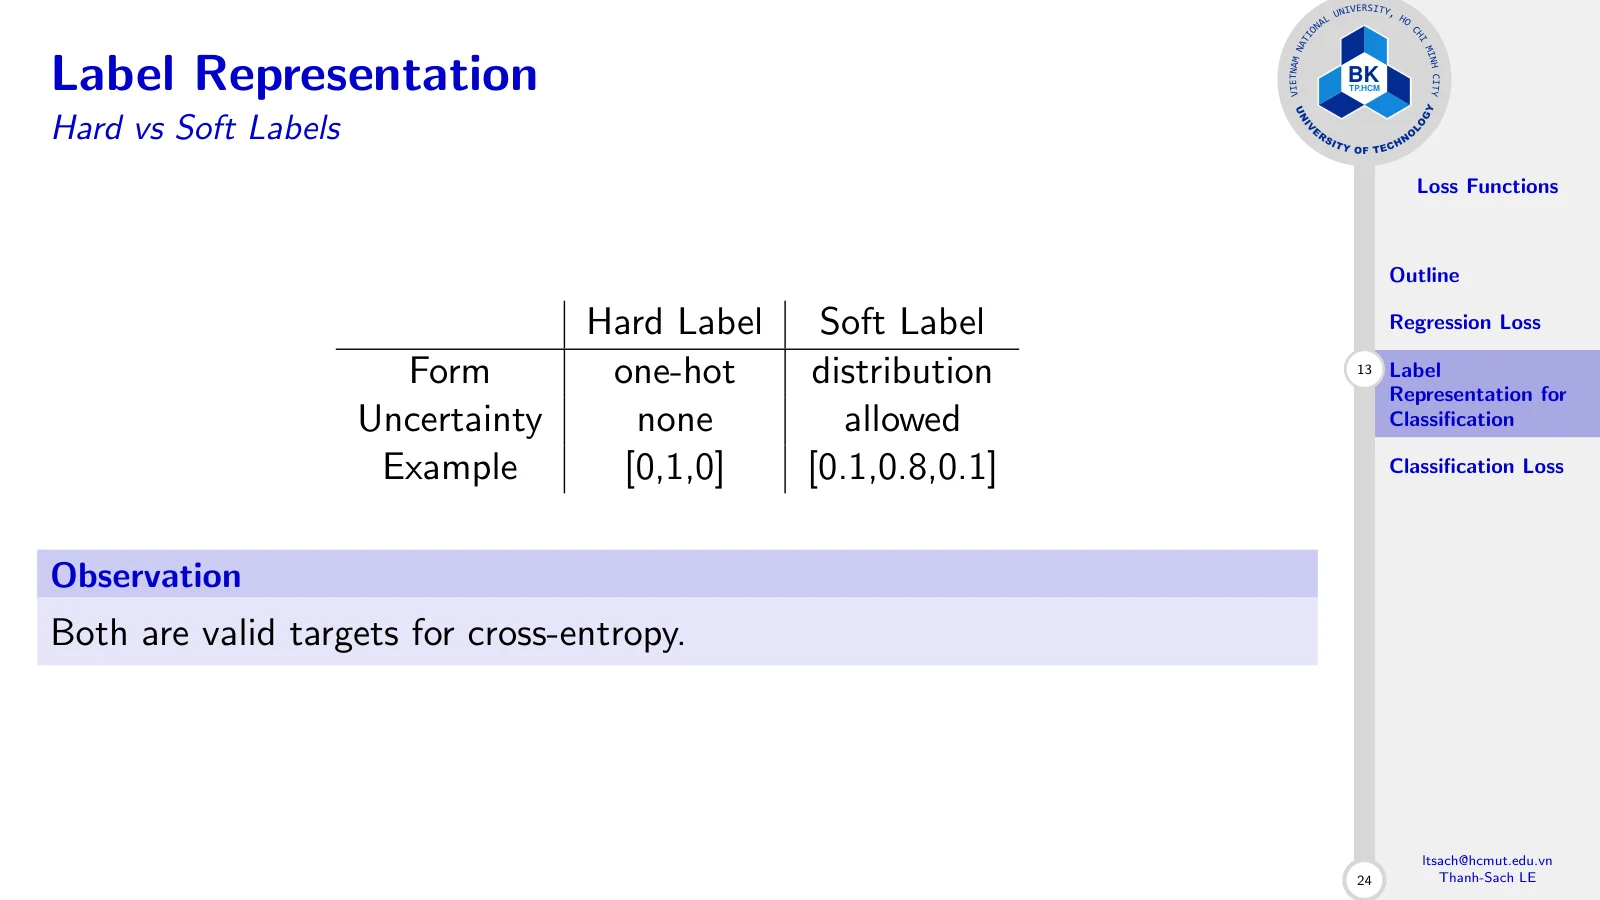 Label Representation
Hard vs Soft Labels
Hard Label Soft Label
Form one-hot distribution
Uncertainty none allowed
Example [0,1,0] [0.1,0.8,0.1]
Observation
Both are valid targets for cross-entropy.
VIETNAM NATIONAL UNIVERSITY, HO CHI MINH CITY
BK
TP.HCM
UNIVERSITY OF TECHNOLOGY
Loss Functions
Outline
Regression Loss
13
Label
Representation for
Classification
Classification Loss
ltsach@hcmut.edu.vn
Thanh-Sach LE
24